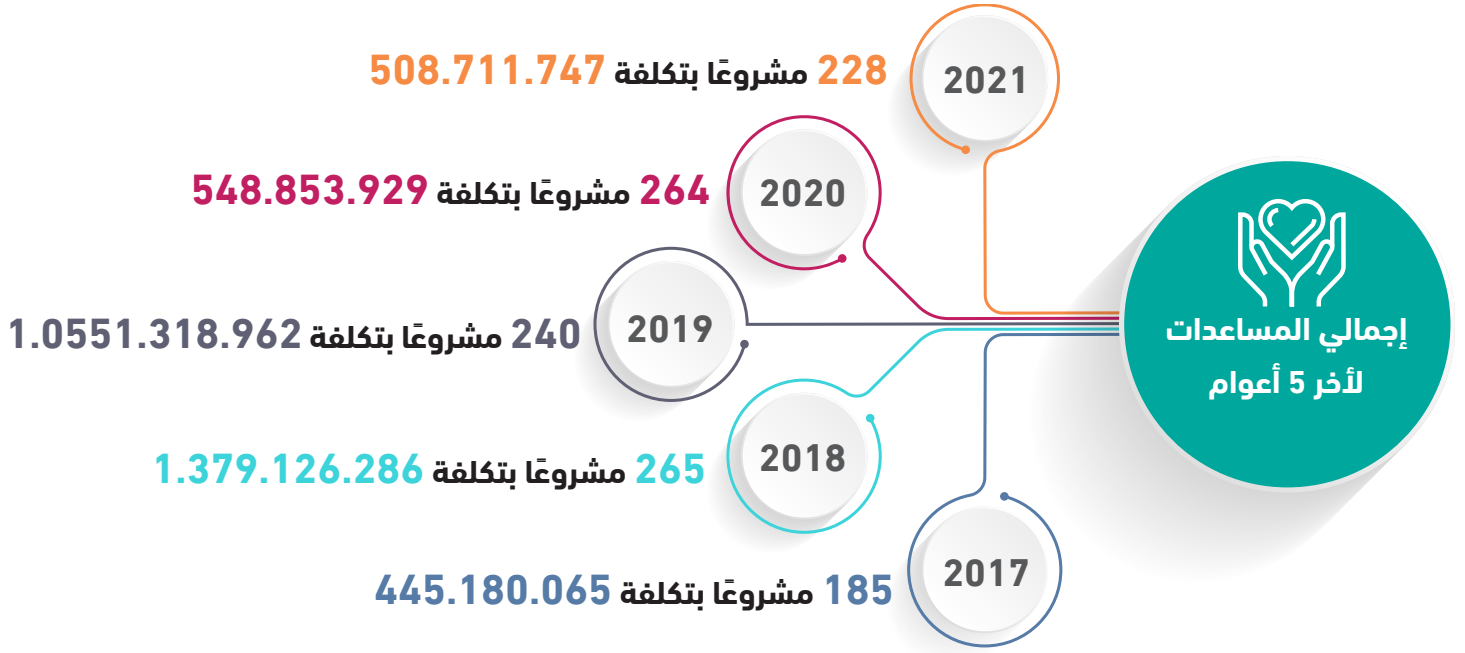 2021
228 مشروعًا بتكلفة 508.711.747
2020
264 مشروعًا بتكلفة 548.853.929
2019
240 مشروعًا بتكلفة 1.0551.318.962
2018
265 مشروعًا بتكلفة 1.379.126.286
2017
185 مشروعًا بتكلفة 445.180.065
إجمالي المساعدات
لأخر 5 أعوام